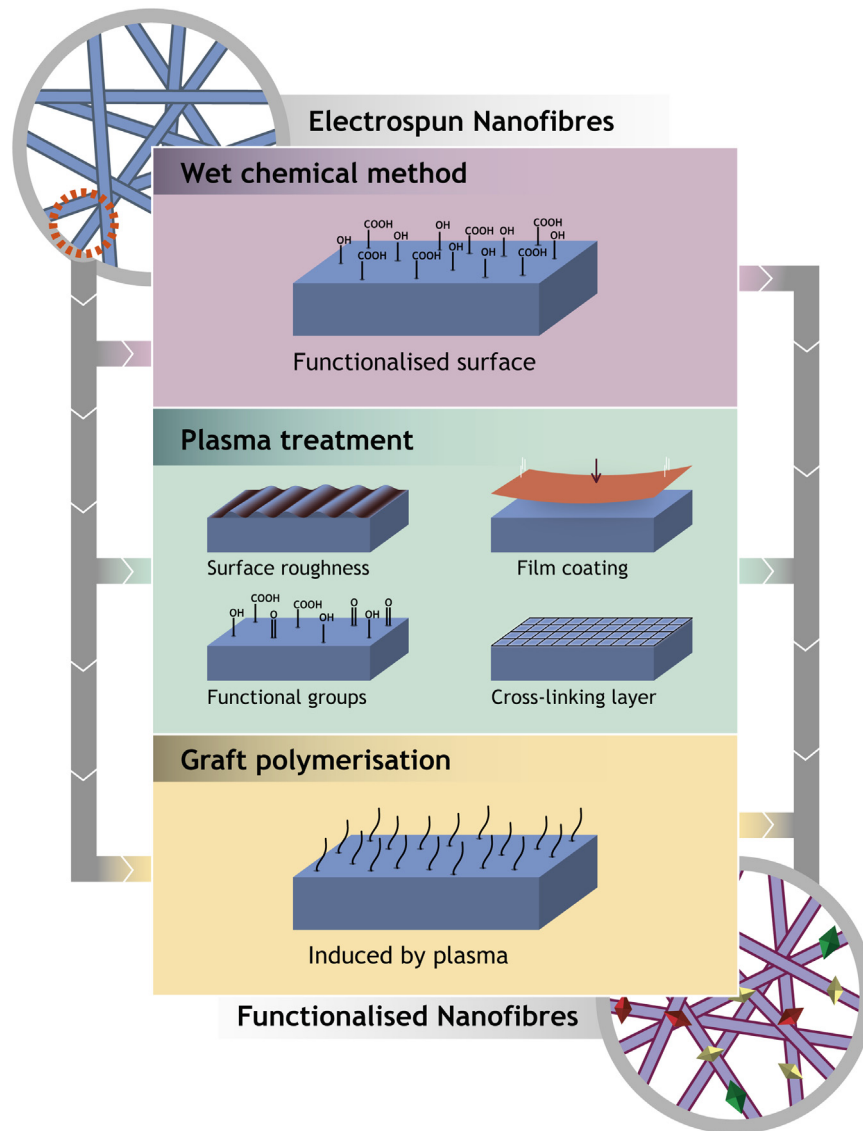 Electrospun Nanofibres
Wet chemical method
OH COOH OH OH COOH OH COOH OH
COOH COOH OH OH COOH
Functionalised surface
Plasma treatment
Surface roughness
Film coating
OH COOH O COOH OH O OH O
Functional groups
Cross-linking layer
Graft polymerisation
Induced by plasma
Functionalised Nanofibres